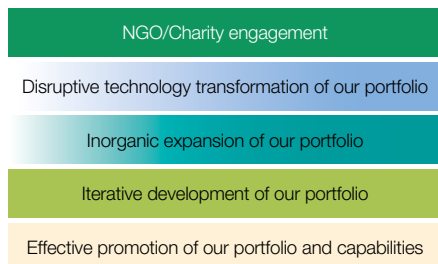 NGO/Charity engagement
Disruptive technology transformation of our portfolio
Inorganic expansion of our portfolio
Iterative development of our portfolio
Effective promotion of our portfolio and capabilities